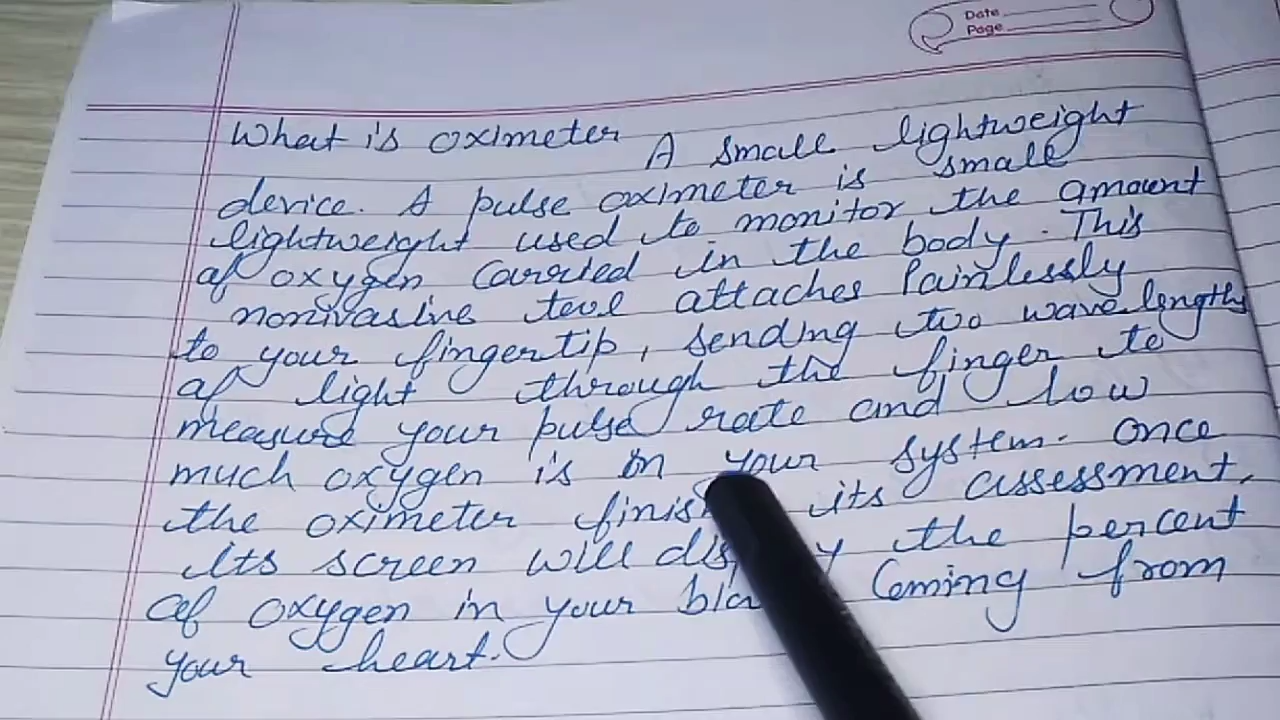 Date
Page
What is oximeter A small lightweight
device. A pulse oximeter is small
lightweight used to monitor the amount
of oxygen carried in the body. This
nonivasine tool attaches Painlessly
to your fingertip, sending two wave lengths
of light through the finger to
measure your pulse rate and how
much oxygen is in your system. once
the oximeter its assessment,
its screen will the percent
of oxygen in your coming from
your heart.